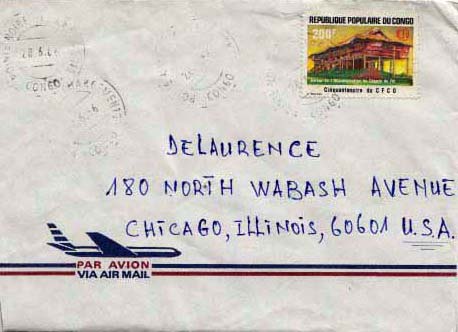 REPUBLIQUE POPULAIRE DU CONGO
200F
Cinquantenaire du CFCO
CONGO
DELAURENCE
180 NORTH WABASH AVENUE
CHICAGO, ILLINOIS, 60601 U.S.A.
PAR AVION
VIA AIR MAIL